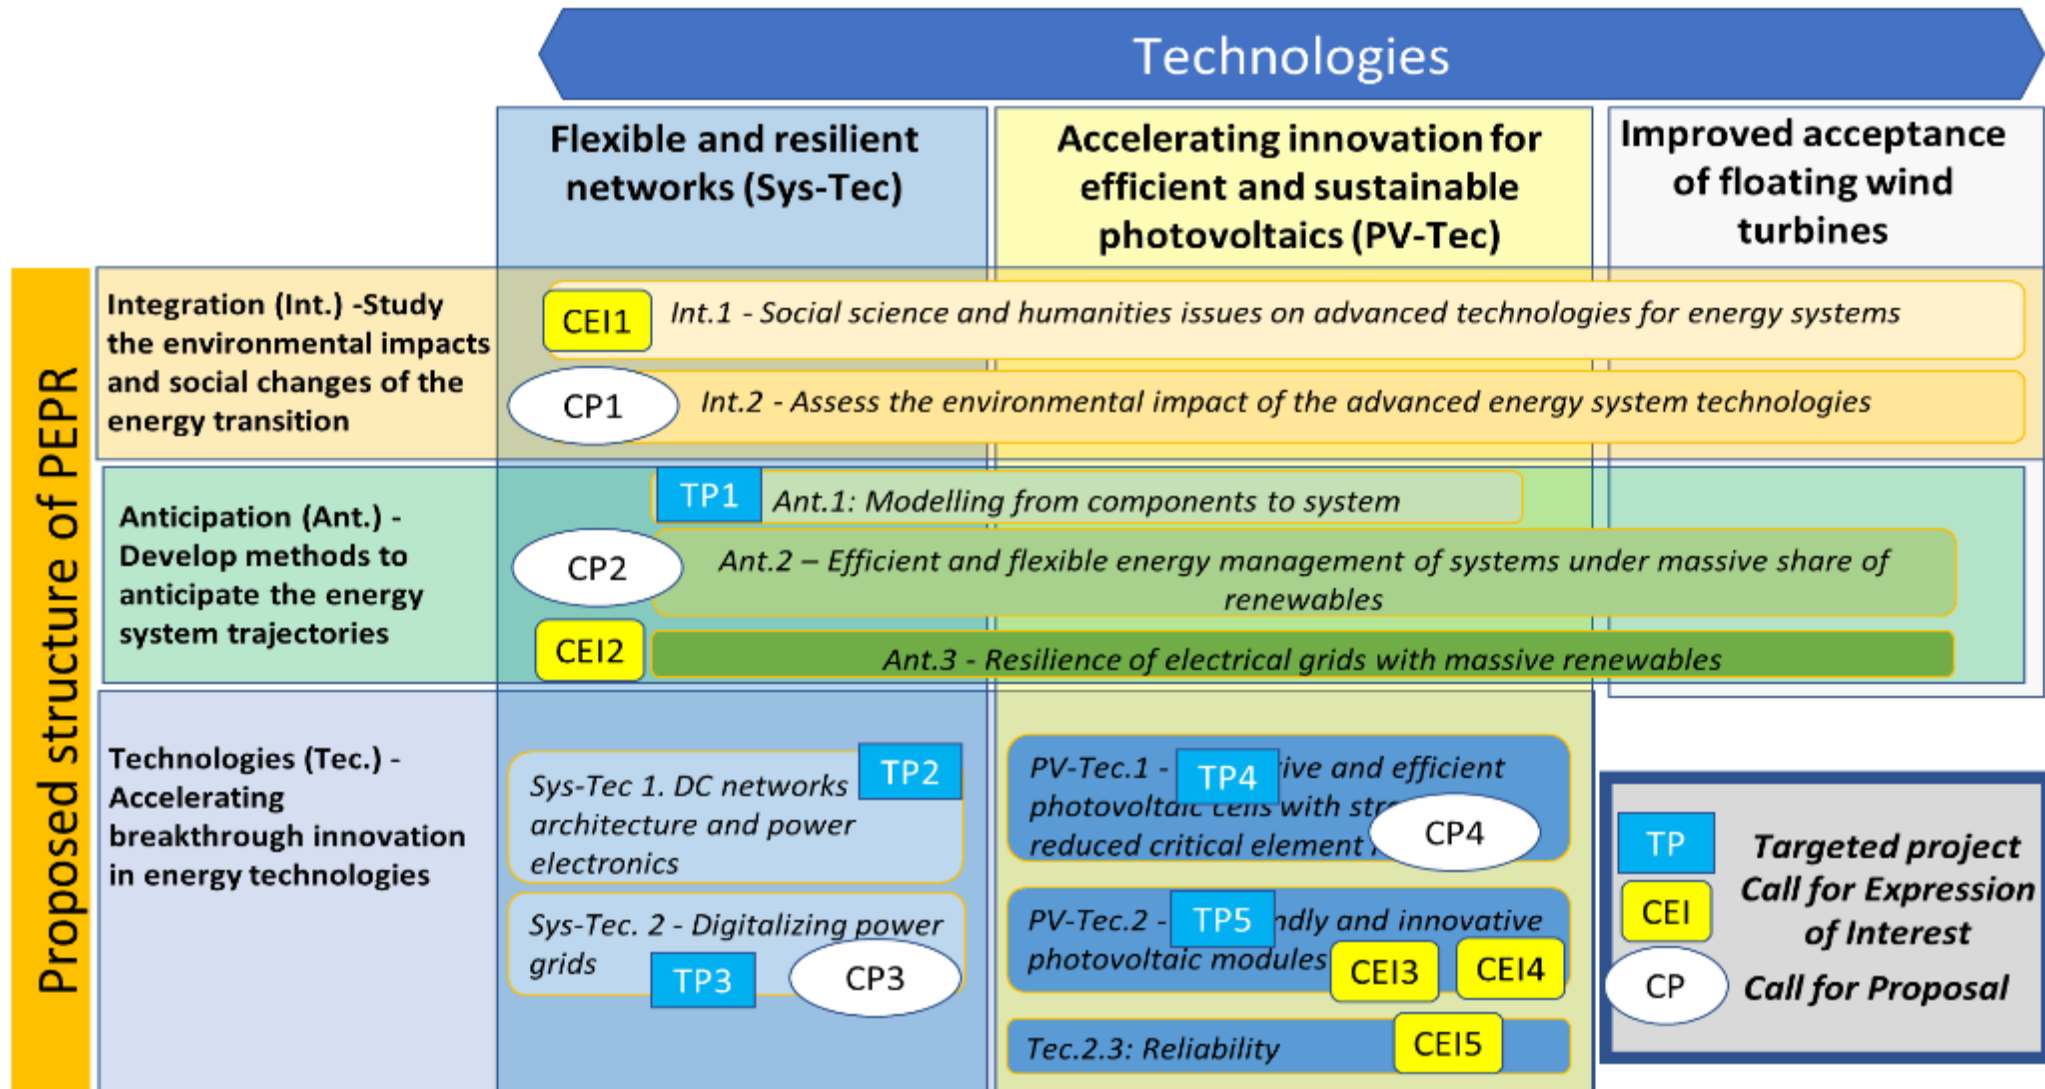 Technologies
Flexible and resilient
networks (Sys-Tec)
Accelerating innovation for
efficient and sustainable
photovoltaics (PV-Tec)
Improved acceptance
of floating wind
turbines
Proposed structure of PEPR
Integration (Int.) -Study
the environmental impacts
and social changes of the
energy transition
CEI1
Int.1 - Social science and humanities issues on advanced technologies for energy systems
CP1
Int.2 - Assess the environmental impact of the advanced energy system technologies
Anticipation (Ant.) -
Develop methods to
anticipate the energy
system trajectories
TP1
Ant.1: Modelling from components to system
CP2
Ant.2 – Efficient and flexible energy management of systems under massive share of
renewables
CEI2
Ant.3 - Resilience of electrical grids with massive renewables
Technologies (Tec.) -
Accelerating
breakthrough innovation
in energy technologies
TP2
Sys-Tec 1. DC networks
architecture and power
electronics
Sys-Tec. 2 - Digitalizing power
grids
TP3
CP3
PV-Tec.1 - and efficient
TP4
photovoltaic cells with
reduced critical element
CP4
PV-Tec.2 - and innovative
TP5
photovoltaic modules
CEI3
CEI4
Tec.2.3: Reliability
CEI5
TP
Targeted project
CEI
Call for Expression
of Interest
CP
Call for Proposal